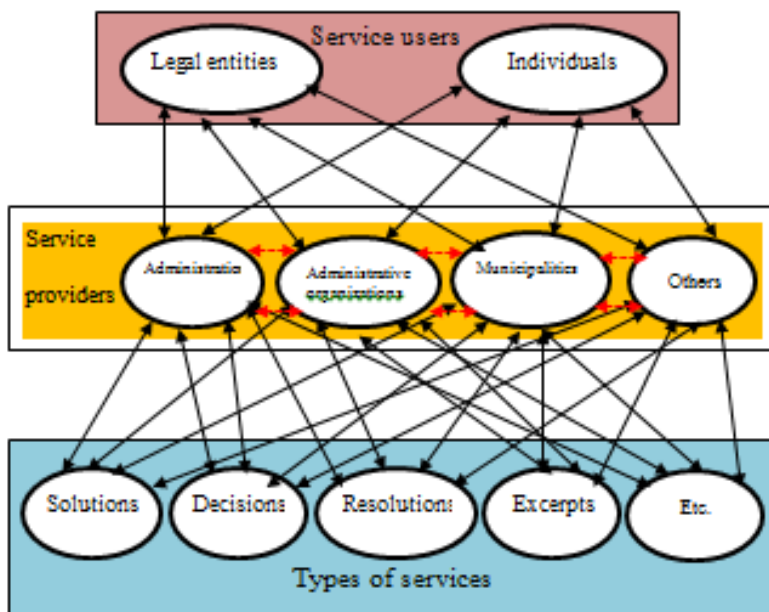 Service users
Legal entities
Individuals
Service
providers
Administratio
Administrative
organizations
Municipalities
Others
Solutions
Decisions
Resolutions
Excerpts
Etc.
Types of services